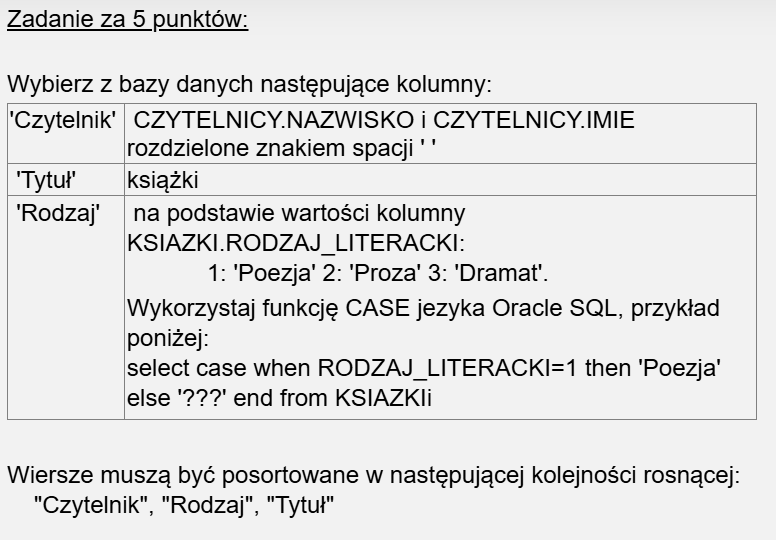 Zadanie za 5 punktów:
Wybierz z bazy danych następujące kolumny:
'Czytelnik' CZYTELNICY.NAZWISKO i CZYTELNICY.IMIE
rozdzielone znakiem spacji ' '
'Tytuł' książki
'Rodzaj' na podstawie wartości kolumny
KSIAZKI.RODZAJ_LITERACKI:
1: 'Poezja' 2: 'Proza' 3: 'Dramat'.
Wykorzystaj funkcję CASE jezyka Oracle SQL, przykład
poniżej:
select case when RODZAJ_LITERACKI=1 then 'Poezja'
else '???' end from KSIAZKIi
Wiersze muszą być posortowane w następującej kolejności rosnącej:
"Czytelnik", "Rodzaj", "Tytuł"